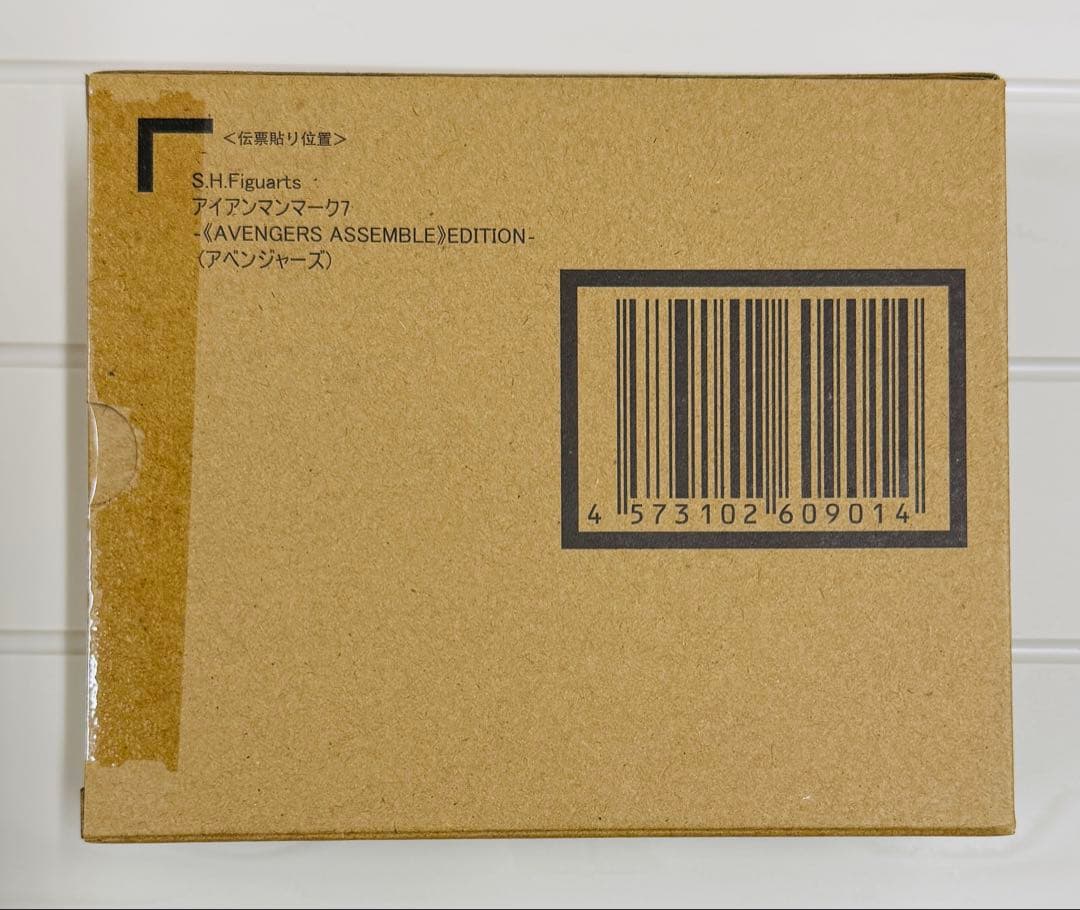 <伝票貼り位置>
S.H.Figuarts
アイアンマンマーク7
-《AVENGERS ASSEMBLE》EDITION-
(アベンジャーズ)
4 573102 609014